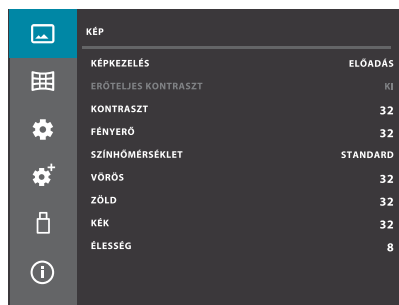 KÉP
KÉPKEZELÉS ELŐADÁS
ERŐTELJES KONTRASZT KI
KONTRASZT 32
FÉNYERŐ 32
SZÍNHŐMÉRSÉKLET STANDARD
VÖRÖS 32
ZÖLD 32
KÉK 32
ÉLESSÉG 8